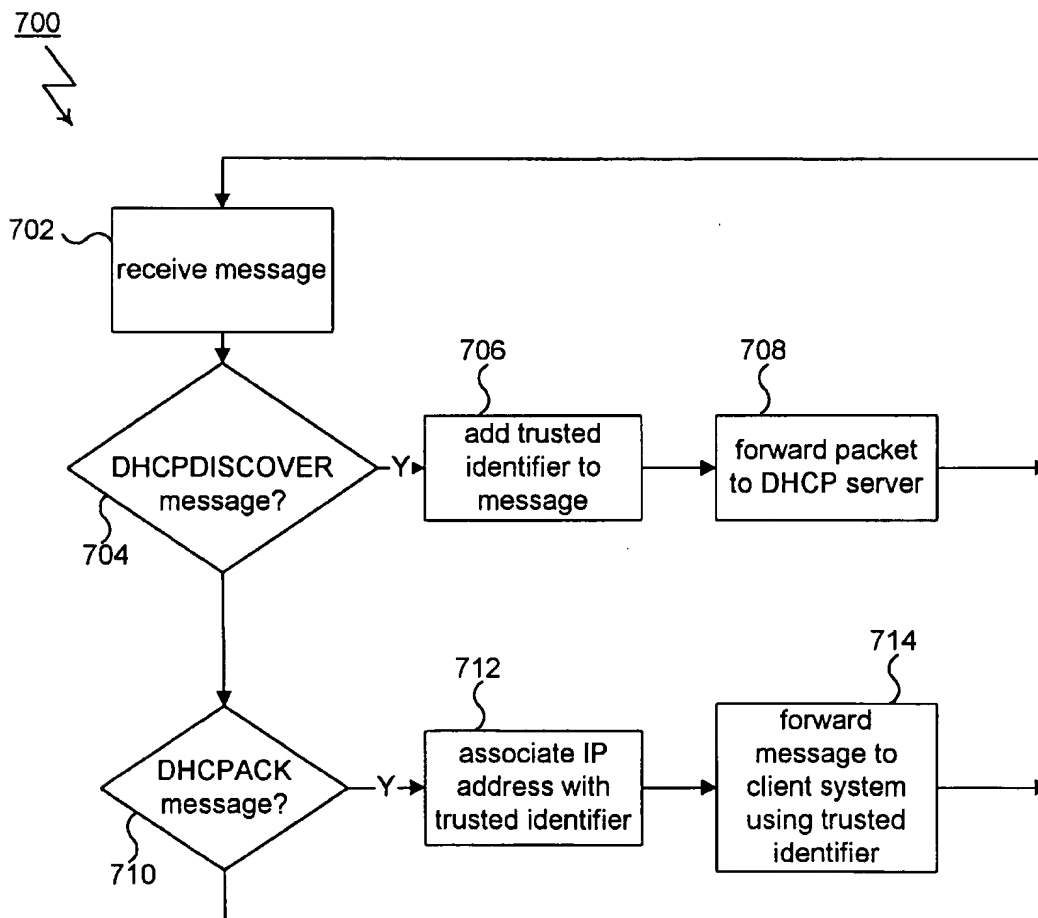 700
702
receive message
706
708
DHCPDISCOVER
message?
Y
add trusted
identifier to
message
forward packet
to DHCP server
704
712
714
DHCPACK
message?
Y
associate IP
address with
trusted identifier
forward
message to
client system
using trusted
identifier
710